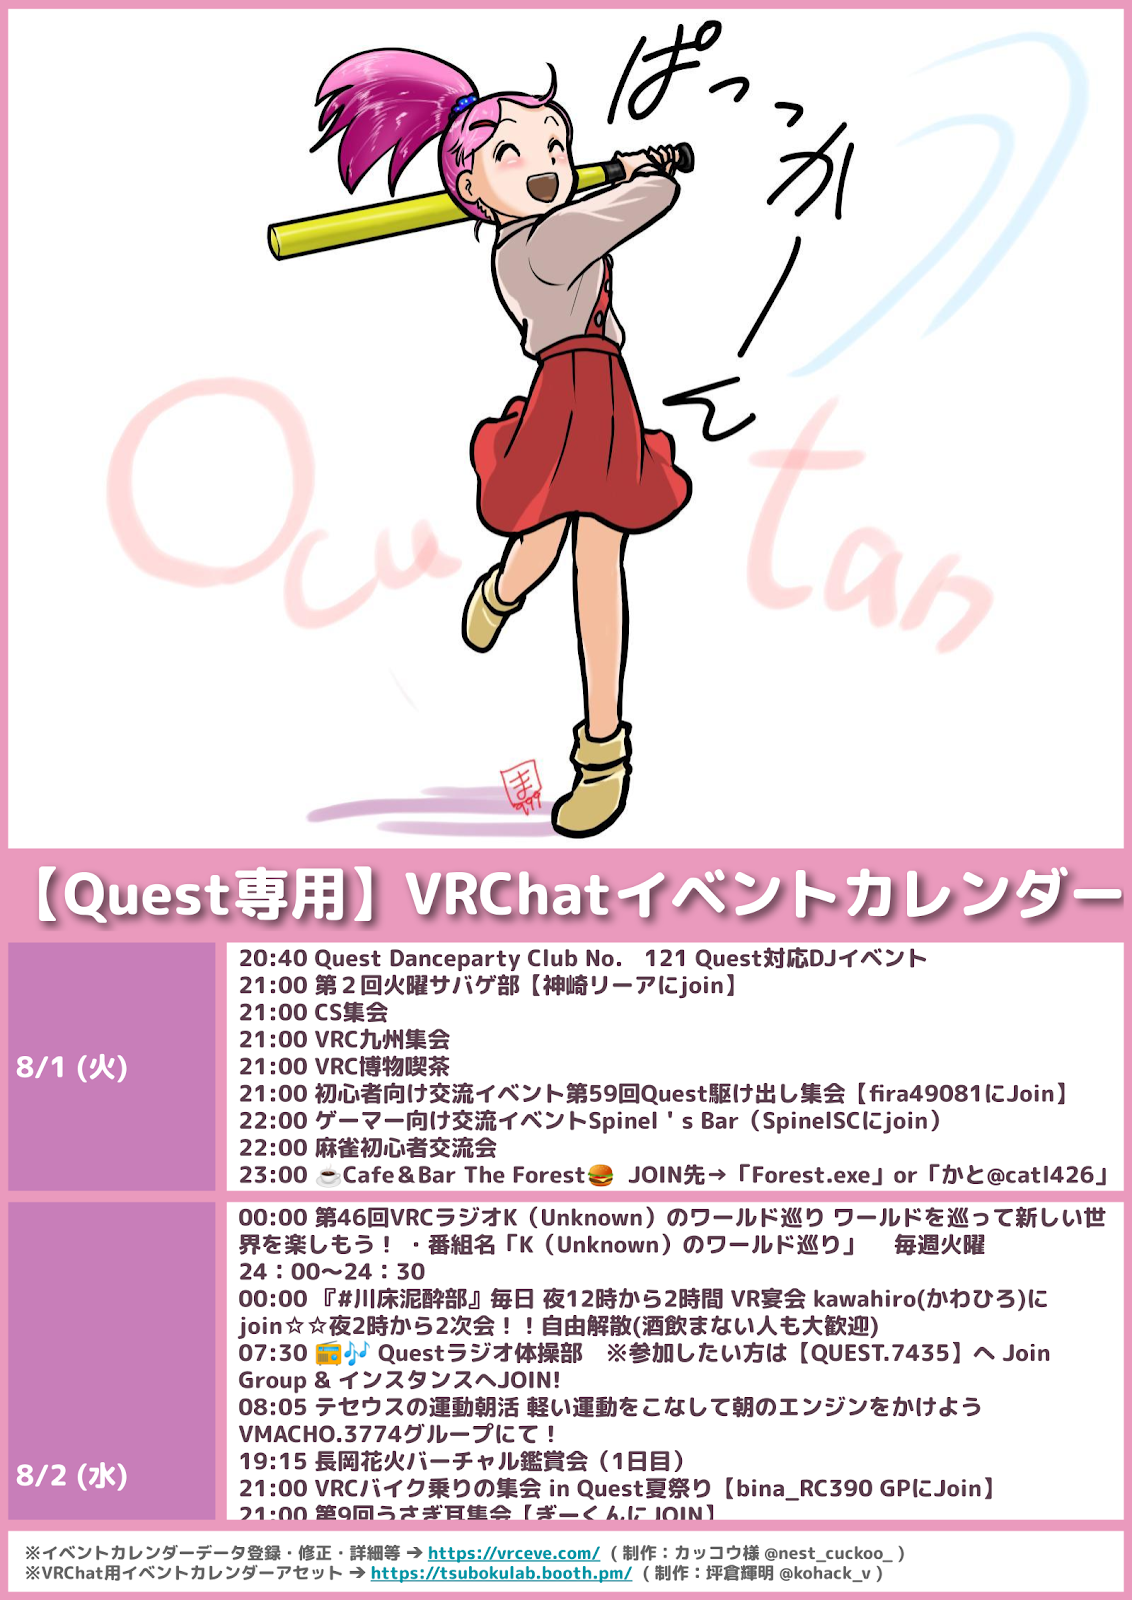 ぱっっかーん
Ocu tan
ま
999
【Quest専用】VRChatイベントカレンダー
8/1 (火)
20:40 Quest Danceparty Club No. 121 Quest対応DJイベント
21:00 第２回火曜サバゲ部【神崎リーアにjoin】
21:00 CS集会
21:00 VRC九州集会
21:00 VRC博物喫茶
21:00 初心者向け交流イベント第59回Quest駆け出し集会【fira49081にJoin】
22:00 ゲーマー向け交流イベントSpinel＇s Bar（SpinelSCにjoin）
22:00 麻雀初心者交流会
23:00 ☕Cafe＆Bar The Forest🍔 JOIN先→「Forest.exe」or「かと@catl426」
8/2 (水)
00:00 第46回VRCラジオK（Unknown）のワールド巡り ワールドを巡って新しい世
界を楽しもう！ ・番組名「K（Unknown）のワールド巡り」　毎週火曜
24：00〜24：30
00:00 『#川床泥酔部』毎日 夜12時から2時間 VR宴会 kawahiro(かわひろ)に
join☆☆夜2時から2次会！！自由解散(酒飲まない人も大歓迎)
07:30 📻🎶 Questラジオ体操部　※参加したい方は【QUEST.7435】へ Join
Group & インスタンスへJOIN!
08:05 テセウスの運動朝活 軽い運動をこなして朝のエンジンをかけよう
VMACHO.3774グループにて！
19:15 長岡花火バーチャル鑑賞会（1日目）
21:00 VRCバイク乗りの集会 in Quest夏祭り【bina_RC390 GPにJoin】
21:00 第9回うさぎ耳集会【ぎーくんに JOIN】
※イベントカレンダーデータ登録・修正・詳細等 ➔ https://vrceve.com/ （制作：カッコウ様 @nest_cuckoo_ ）
※VRChat用イベントカレンダーアセット ➔ https://tsubokulab.booth.pm/ （制作：坪倉輝明 @kohack_v ）